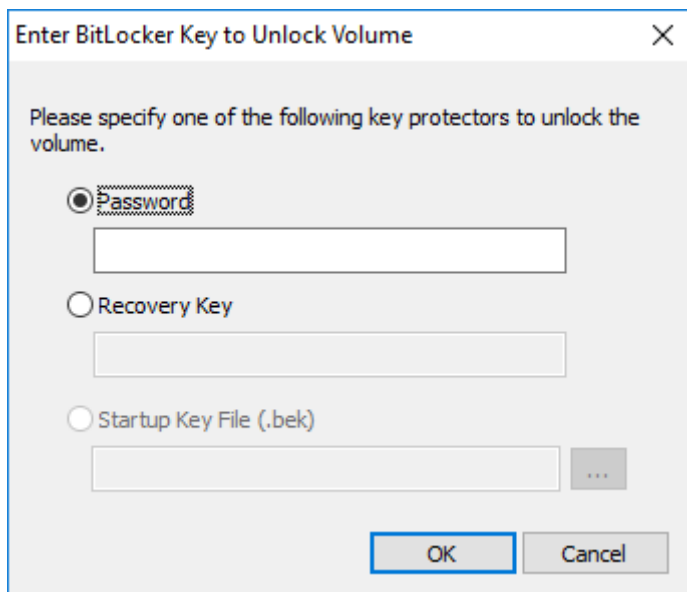 Enter BitLocker Key to Unlock Volume
Please specify one of the following key protectors to unlock the
volume.
Password
Recovery Key
Startup Key File (.bek)
...
OK Cancel